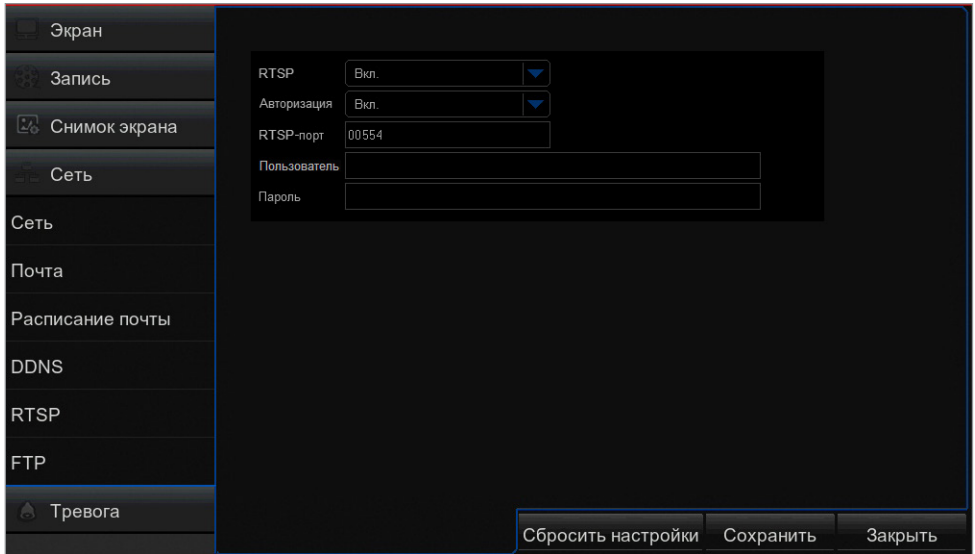 Экран
Запись
Снимок экрана
Сеть
Сеть
Почта
Расписание почты
DDNS
RTSP
FTP
Тревога
RTSP Вкл.
Авторизация Вкл.
RTSP-порт 00554
Пользователь
Пароль
Сбросить настройки Сохранить Закрыть